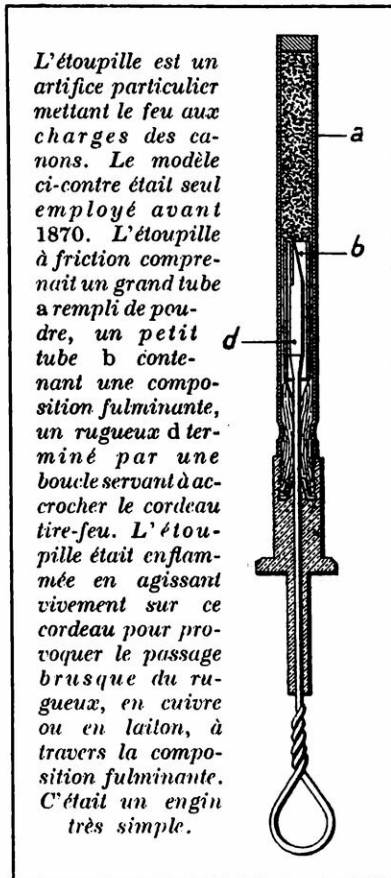 L'étoupille est un
artifice particulier
mettant le feu aux
charges des ca-
nons. Le modèle
ci-contre était seul
employé avant
1870. L'étoupille
à friction compre-
nait un grand tube
a rempli de pou-
dre, un petit
tube b conte-
nant une compo-
sition fulminante,
un rugueux d ter-
miné par une
boucle servant à ac-
crocher le cordeau
tire-feu. L'étou-
pille était enflam-
mée en agissant
vivement sur ce
cordeau pour pro-
voquer le passage
brusque du ru-
gueux, en cuivre
ou en laiton, à
travers la compo-
sition fulminante.
C'était un engin
très simple.
a
b
d